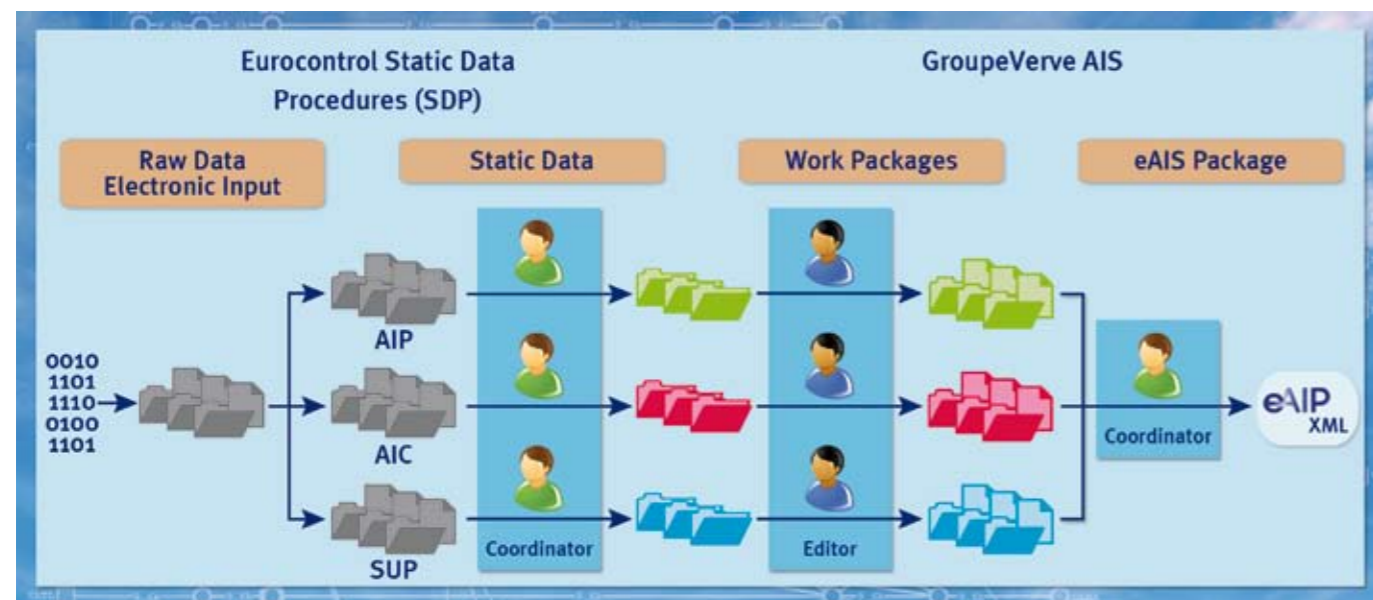 Eurocontrol Static Data
Procedures (SDP)
GroupeVerve AIS
Raw Data
Electronic Input
Static Data
Work Packages
eAIS Package
0010
1101
1110
0100
1101
AIP
AIC
SUP
Coordinator
Editor
Coordinator
eAIP
XML